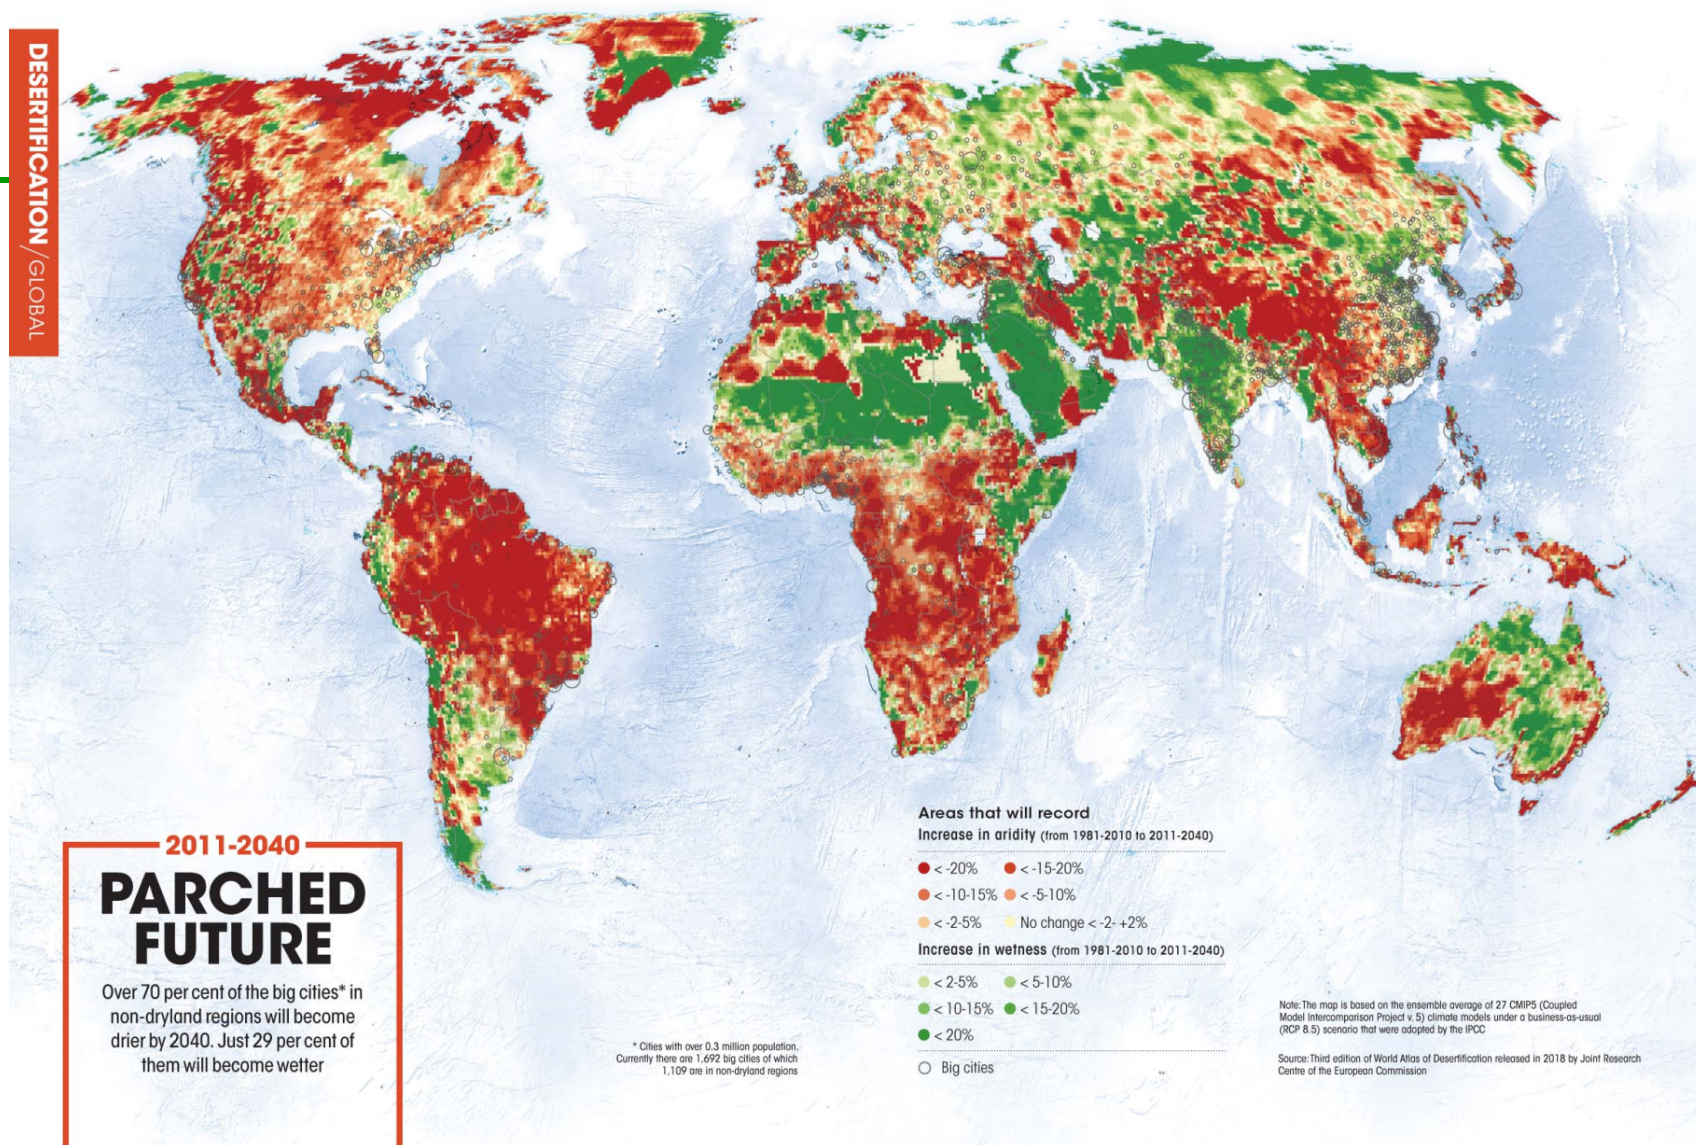 DESERTIFICATION / GLOBAL
2011-2040
PARCHED
FUTURE
Over 70 per cent of the big cities* in
non-dryland regions will become
drier by 2040. Just 29 per cent of
them will become wetter
* Cities with over 0.3 million population.
Currently there are 1,692 big cities of which
1,109 are in non-dryland regions
Areas that will record
Increase in aridity (from 1981-2010 to 2011-2040)
< -20% < -15-20%
< -10-15% < -5-10%
< -2-5% No change < -2- +2%
Increase in wetness (from 1981-2010 to 2011-2040)
< 2-5% < 5-10%
< 10-15% < 15-20%
< 20%
Big cities
Note: The map is based on the ensemble average of 27 CMIP5 (Coupled
Model Intercomparison Project v. 5) climate models under a business-as-usual
(RCP 8.5) scenario that were adopted by the IPCC
Source: Third edition of World Atlas of Desertification released in 2018 by Joint Research
Centre of the European Commission